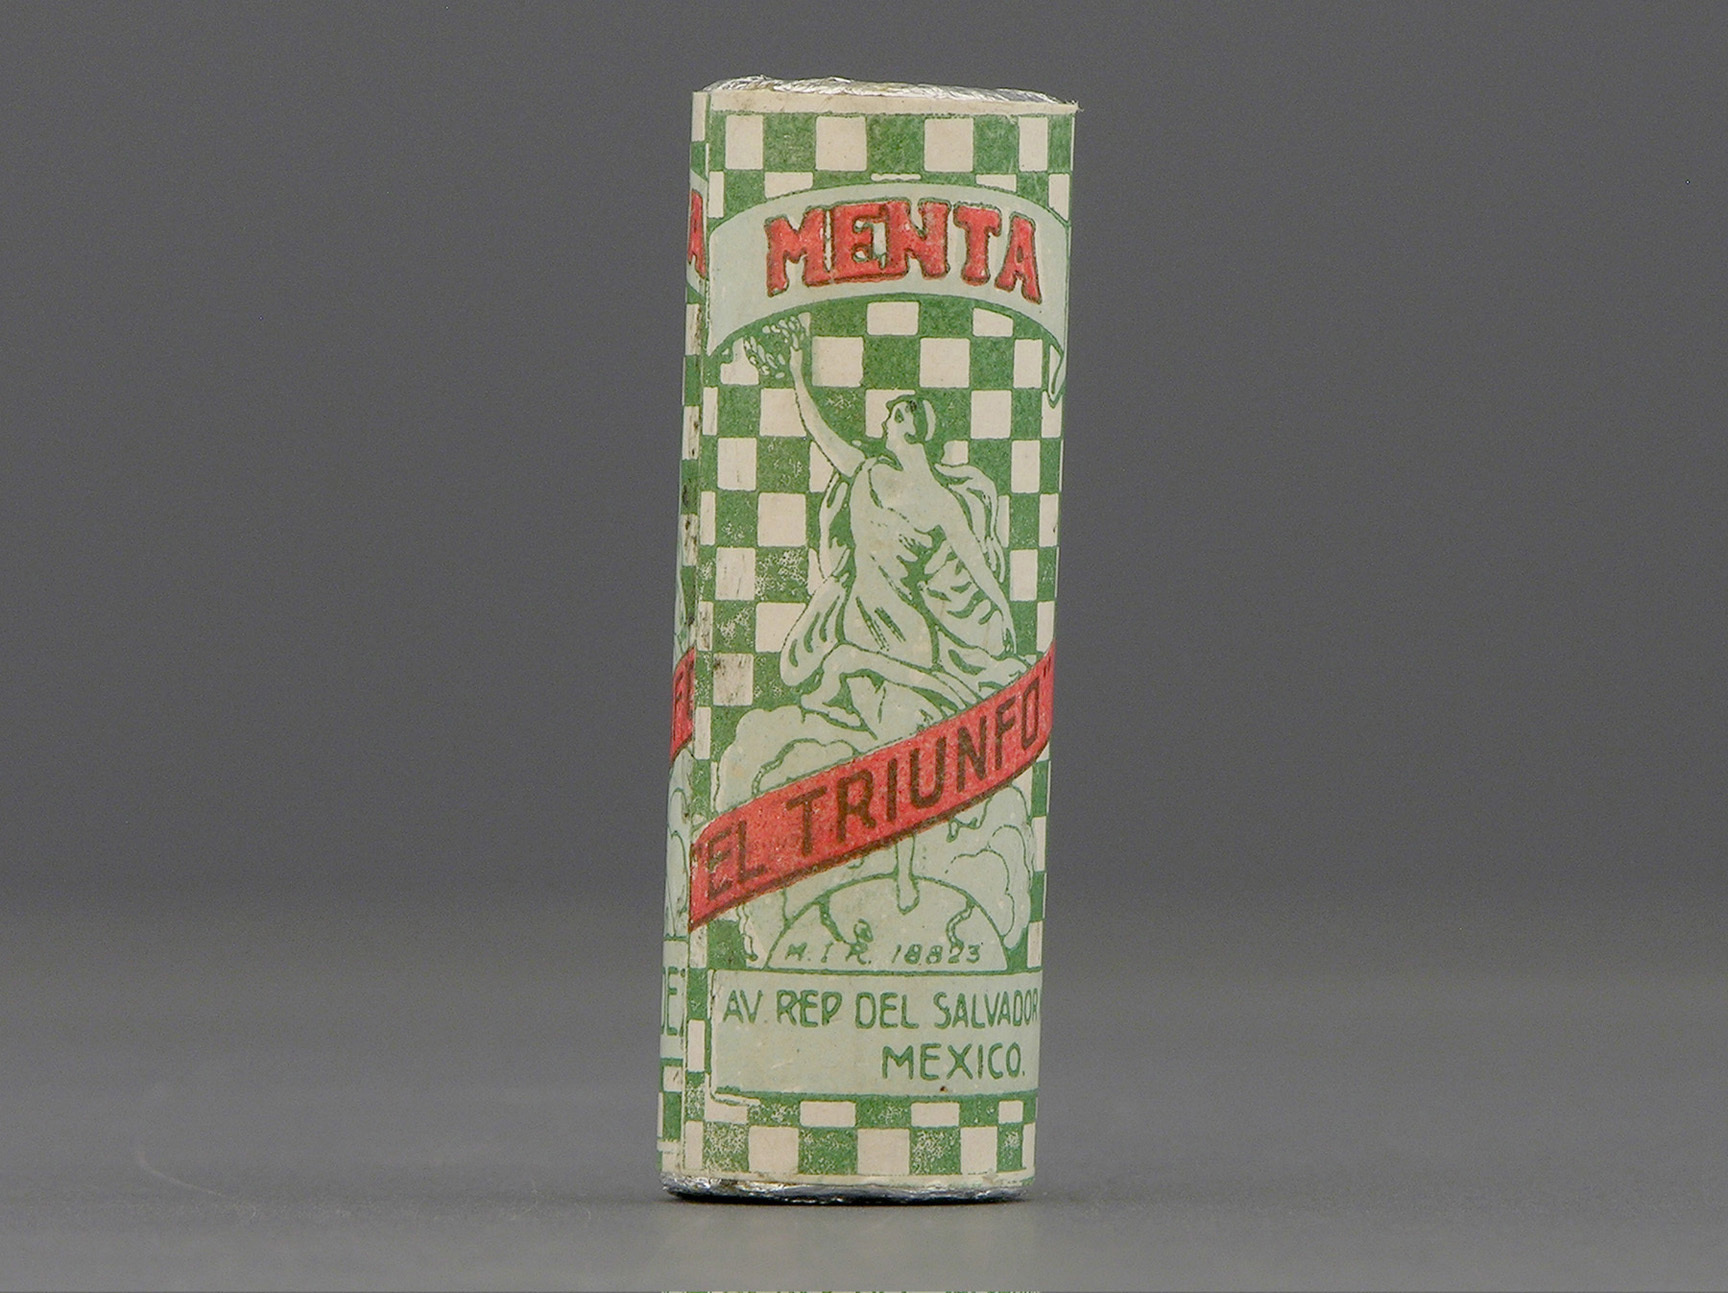 MENTA
"EL TRIUNFO"
M.I.R. 18823
AV. REP DEL SALVADOR
MEXICO.